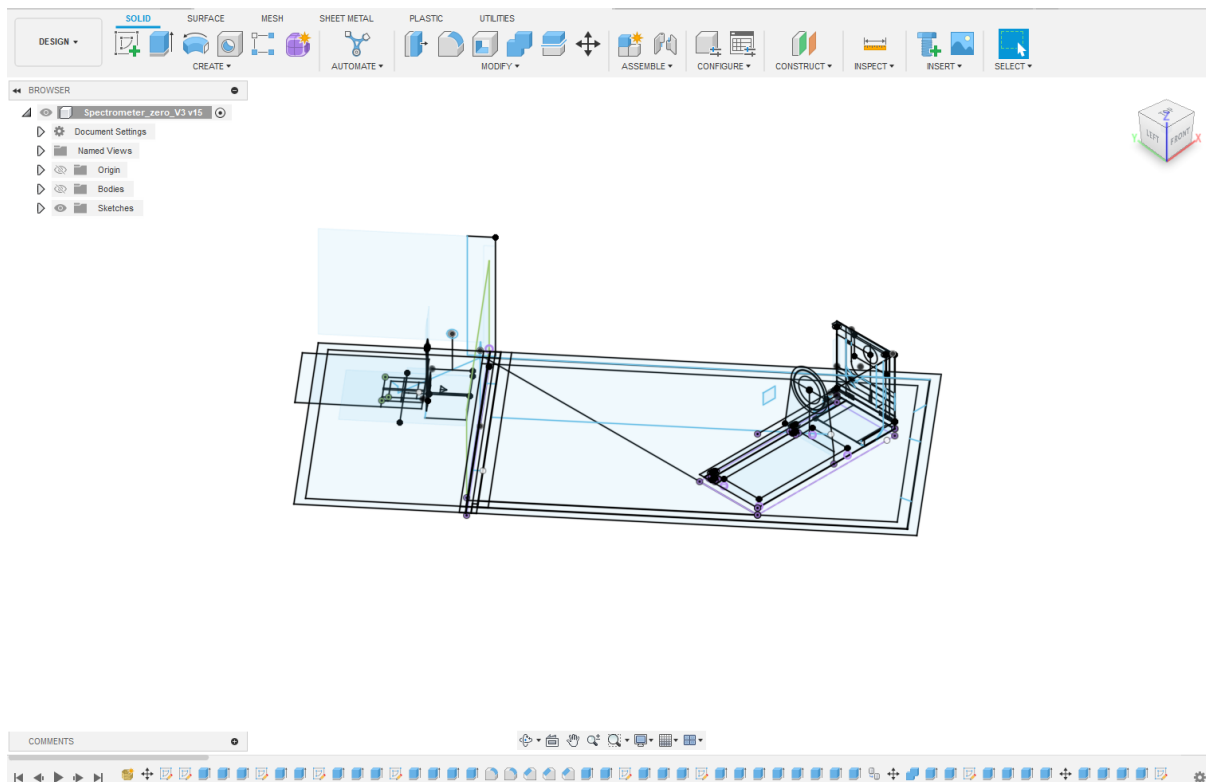 SOLID SURFACE MESH SHEET METAL PLASTIC UTILITIES
DESIGN
CREATE AUTOMATE MODIFY ASSEMBLE CONFIGURE CONSTRUCT INSPECT INSERT SELECT
BROWSER
Spectrometer_zero_V3 v15
Document Settings
Named Views
Origin
Bodies
Sketches
TOP
Z
LEFT FRONT
Y X
COMMENTS